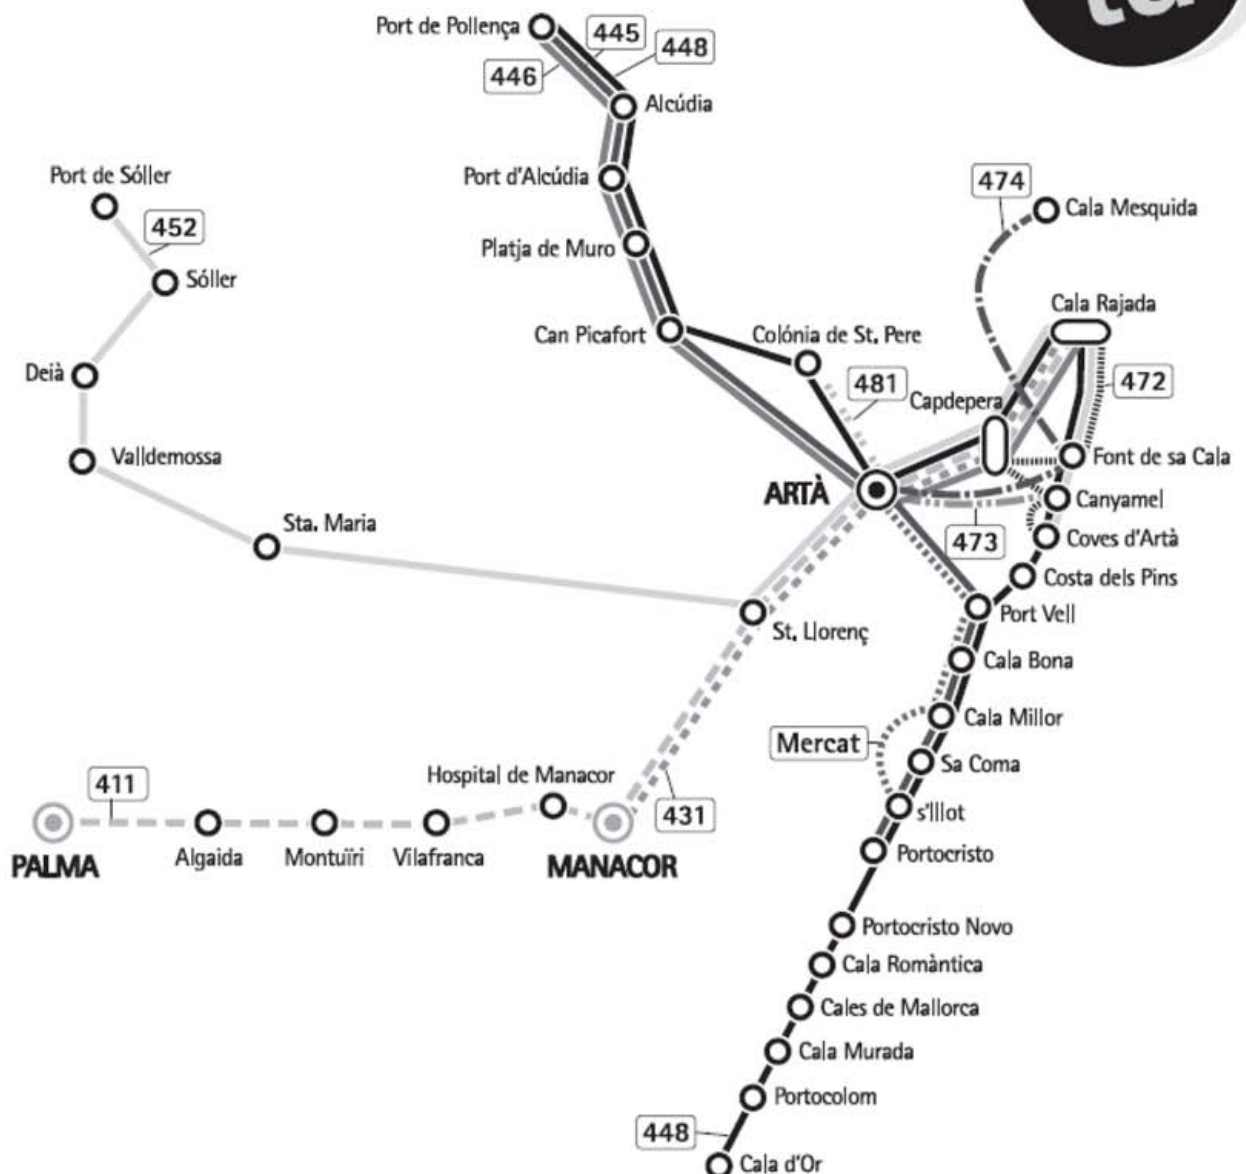 Port de Pollença
445
448
446
Alcúdia
Port de Sóller
Port d'Alcúdia
474
Cala Mesquida
452
Platja de Muro
Sóller
Cala Rajada
Can Picafort
Colónia de St. Pere
Deià
481
Capdepera
472
Valldemossa
Font de sa Cala
ARTÀ
Canyamel
Sta. Maria
473
Coves d'Artà
Costa dels Pins
Port Vell
St. Llorenç
Cala Bona
Cala Millor
Mercat
Sa Coma
411
Hospital de Manacor
431
s'Illot
PALMA
Algaida
Montuïri
Vilafranca
MANACOR
Portocristo
Portocristo Novo
Cala Romàntica
Cales de Mallorca
Cala Murada
Portocolom
448
Cala d'Or